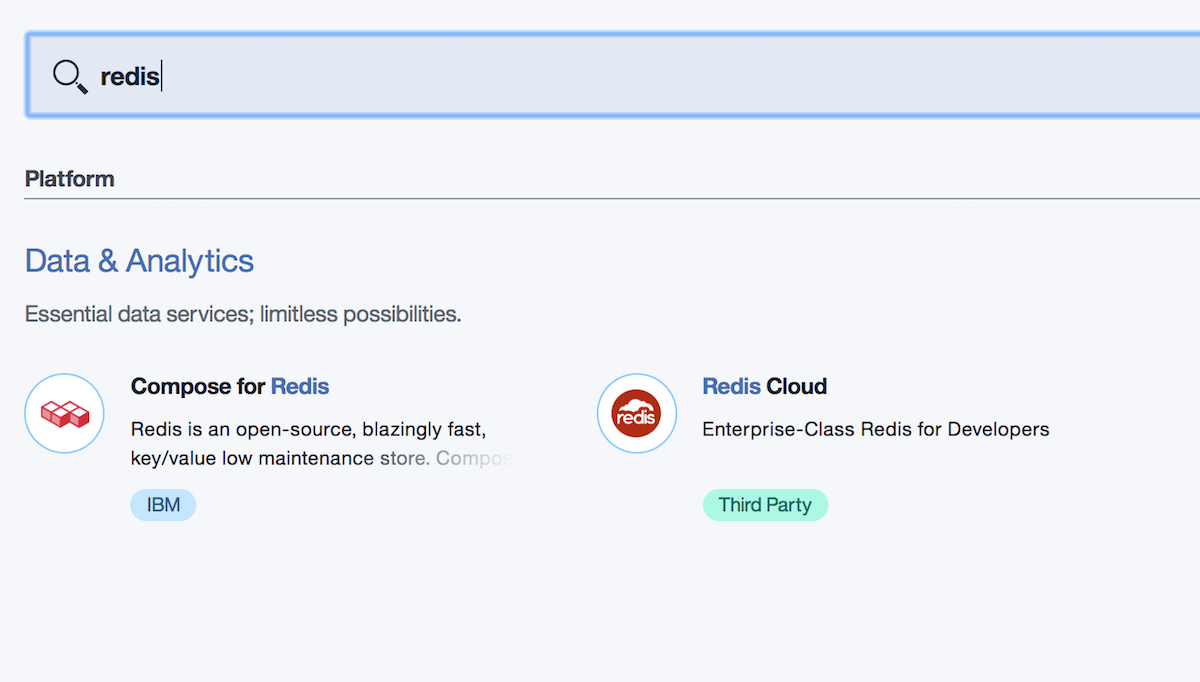 redis
Platform
Data & Analytics
Essential data services; limitless possibilities.
Compose for Redis
Redis is an open-source, blazingly fast,
key/value low maintenance store. Compos
IBM
redis
Redis Cloud
Enterprise-Class Redis for Developers
Third Party